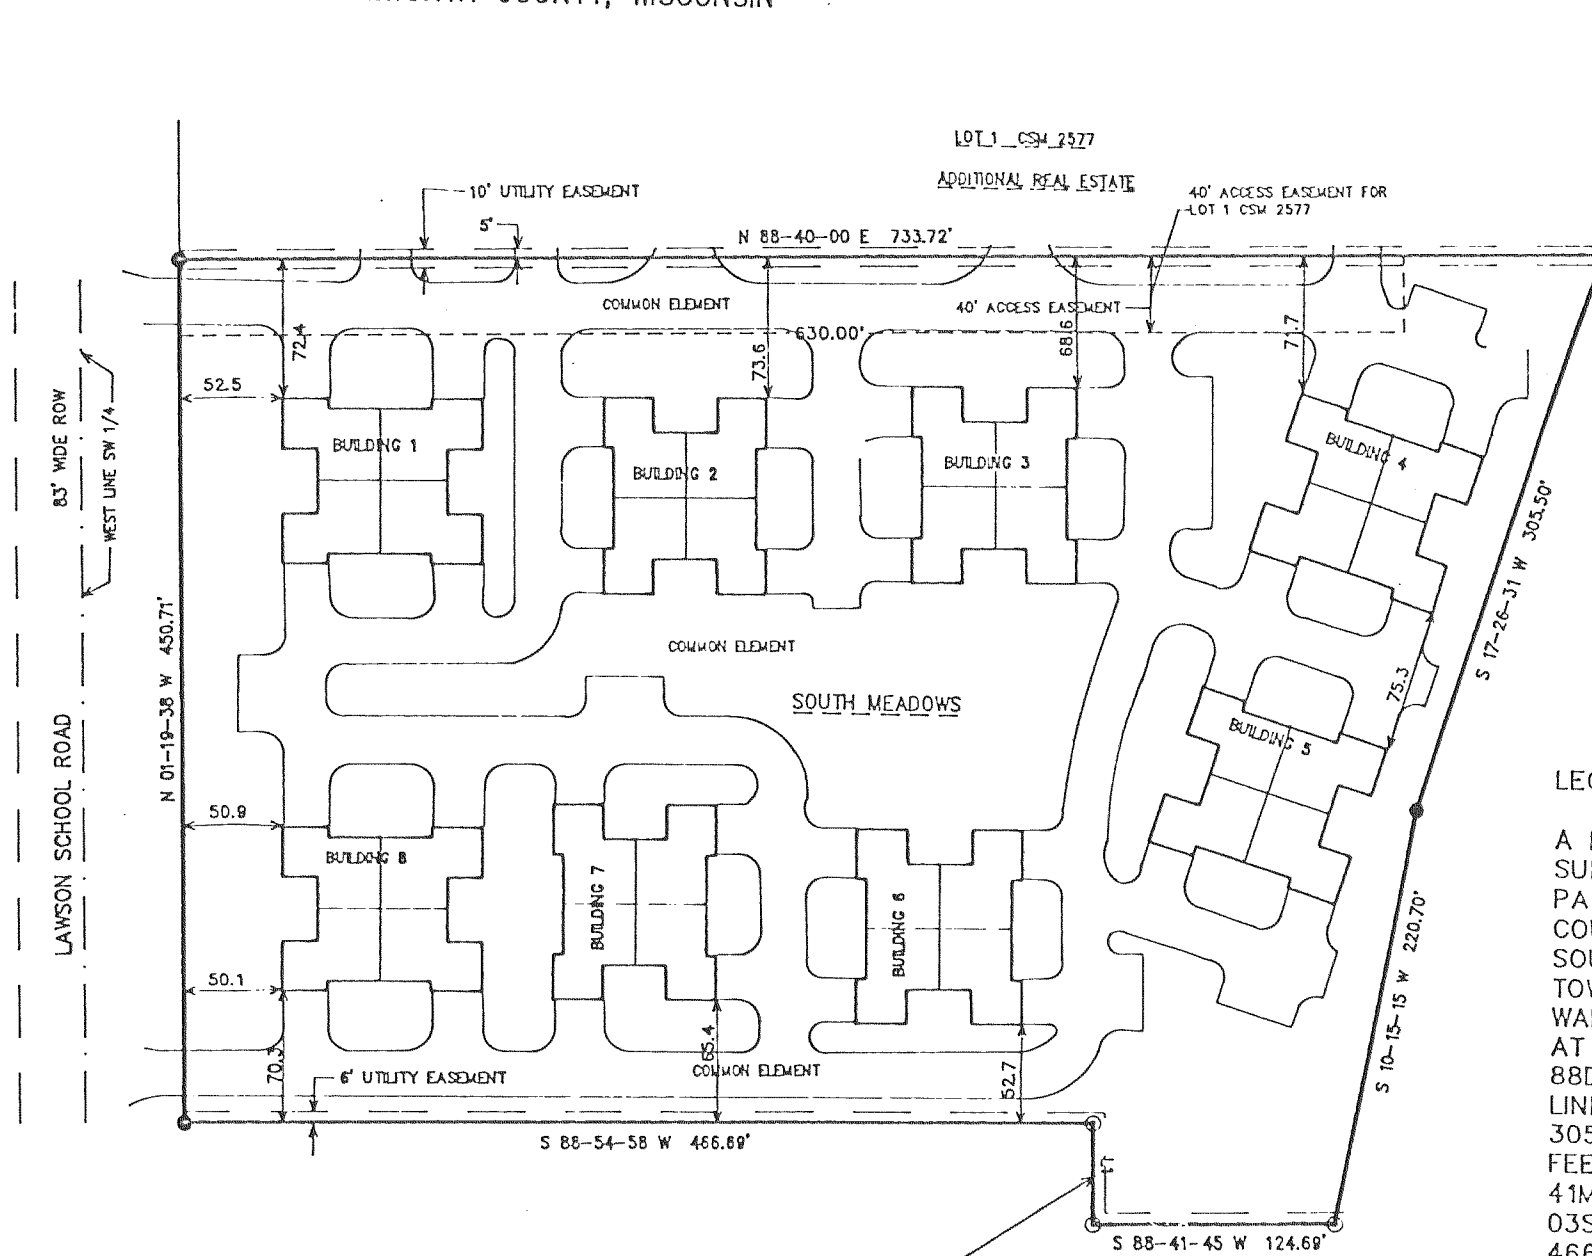 COUNTY, WISCONSIN
LOT 1 CSM 2577
ADDITIONAL REAL ESTATE
10' UTILITY EASEMENT
40' ACCESS EASEMENT FOR
LOT 1 CSM 2577
5'
N 88-40-00 E 733.72'
COMMON ELEMENT
40' ACCESS EASEMENT
630.00'
72.4
73.6
68.6
71.7
52.5
83' WIDE ROW
WEST LINE SW 1/4
BUILDING 1
BUILDING 2
BUILDING 3
BUILDING 4
S 17-26-31 W 305.50'
N 01-19-38 W 450.71'
COMMON ELEMENT
SOUTH MEADOWS
75.3
BUILDING 5
LAWSON SCHOOL ROAD
50.9
BUILDING 8
BUILDING 7
BUILDING 6
50.1
70.3
65.4
52.7
S 10-15-15 W 220.70'
6' UTILITY EASEMENT
COMMON ELEMENT
S 88-54-58 W 466.69'
S 88-41-45 W 124.69'
LE
A
SU
PA
CO
SOU
TO
WA
AT
88D
LIN
305
FEE
41M
03S
466